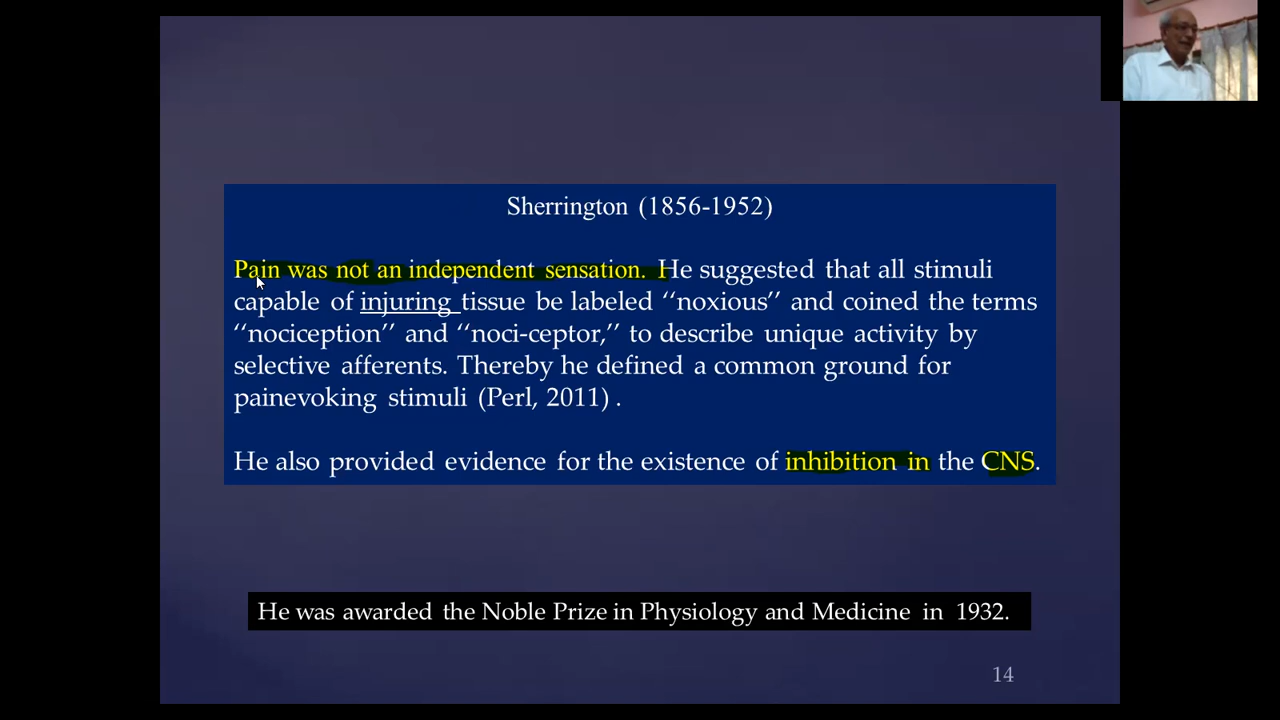 Sherrington (1856-1952)
Pain was not an independent sensation. He suggested that all stimuli
capable of injuring tissue be labeled ‘‘noxious’’ and coined the terms
‘‘nociception’’ and ‘‘noci-ceptor,’’ to describe unique activity by
selective afferents. Thereby he defined a common ground for
painevoking stimuli (Perl, 2011) .
He also provided evidence for the existence of inhibition in the CNS.
He was awarded the Noble Prize in Physiology and Medicine in 1932.
14